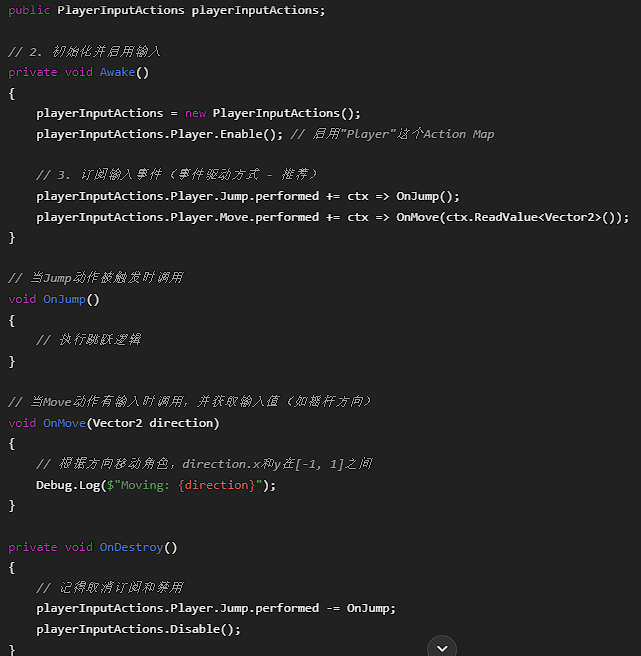 public PlayerInputActions playerInputActions;
// 2. 初始化并启用输入
private void Awake()
{
playerInputActions = new PlayerInputActions();
playerInputActions.Player.Enable(); // 启用"Player"这个Action Map
// 3. 订阅输入事件（事件驱动方式 - 推荐）
playerInputActions.Player.Jump.performed += ctx => OnJump();
playerInputActions.Player.Move.performed += ctx => OnMove(ctx.ReadValue<Vector2>());
}
// 当Jump动作被触发时调用
void OnJump()
{
// 执行跳跃逻辑
}
// 当Move动作有输入时调用，并获取输入值（如摇杆方向）
void OnMove(Vector2 direction)
{
// 根据方向移动角色，direction.x和y在[-1, 1]之间
Debug.Log($"Moving: {direction}");
}
private void OnDestroy()
{
// 记得取消订阅和禁用
playerInputActions.Player.Jump.performed -= OnJump;
playerInputActions.Disable();
}